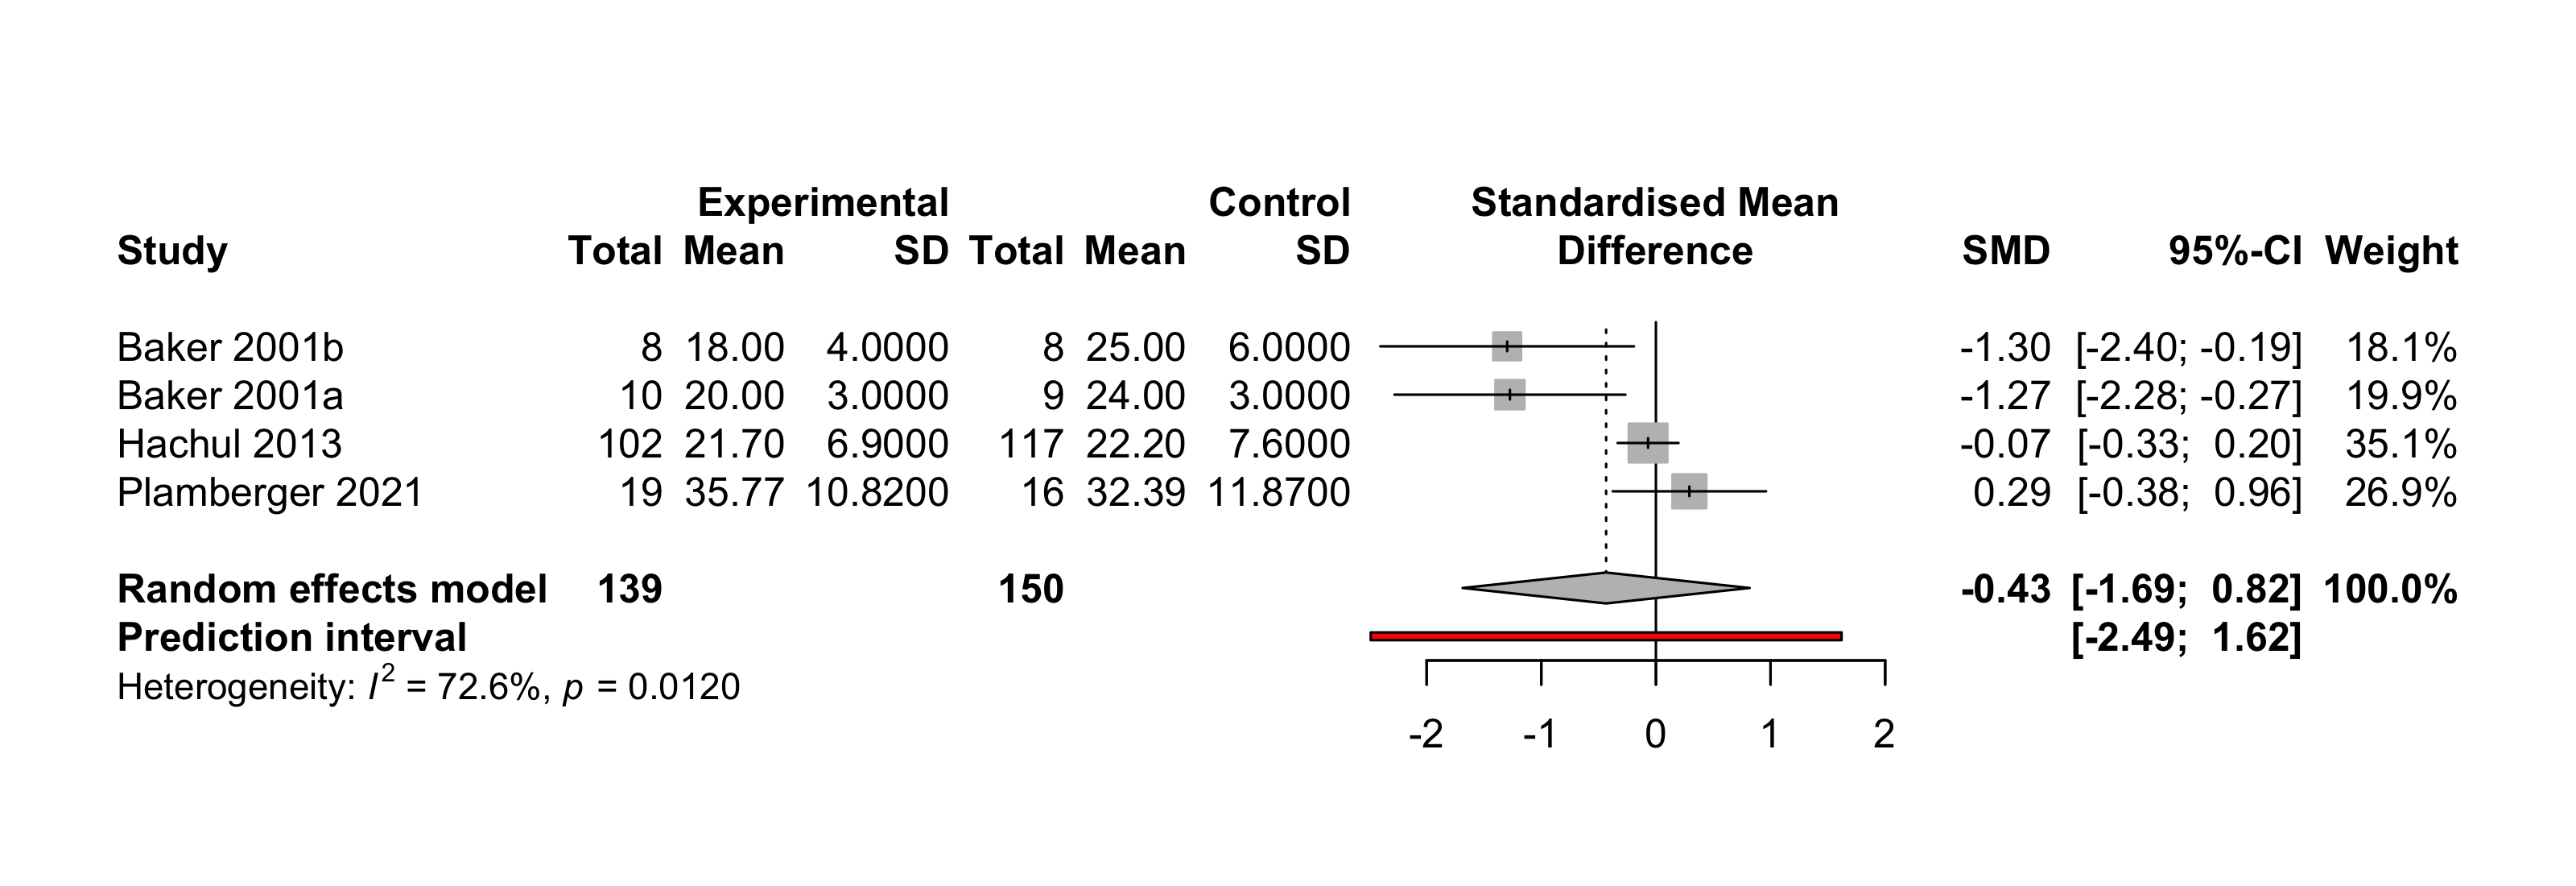 Experimental Control Standardised Mean
Study Total Mean SD Total Mean SD Difference SMD 95%-CI Weight
Baker 2001b 8 18.00 4.0000 8 25.00 6.0000 -1.30 [-2.40; -0.19] 18.1%
Baker 2001a 10 20.00 3.0000 9 24.00 3.0000 -1.27 [-2.28; -0.27] 19.9%
Hachul 2013 102 21.70 6.9000 117 22.20 7.6000 -0.07 [-0.33; 0.20] 35.1%
Plamberger 2021 19 35.77 10.8200 16 32.39 11.8700 0.29 [-0.38; 0.96] 26.9%
Random effects model 139 150 -0.43 [-1.69; 0.82] 100.0%
Prediction interval [-2.49; 1.62]
Heterogeneity: I² = 72.6%, p = 0.0120
-2 -1 0 1 2